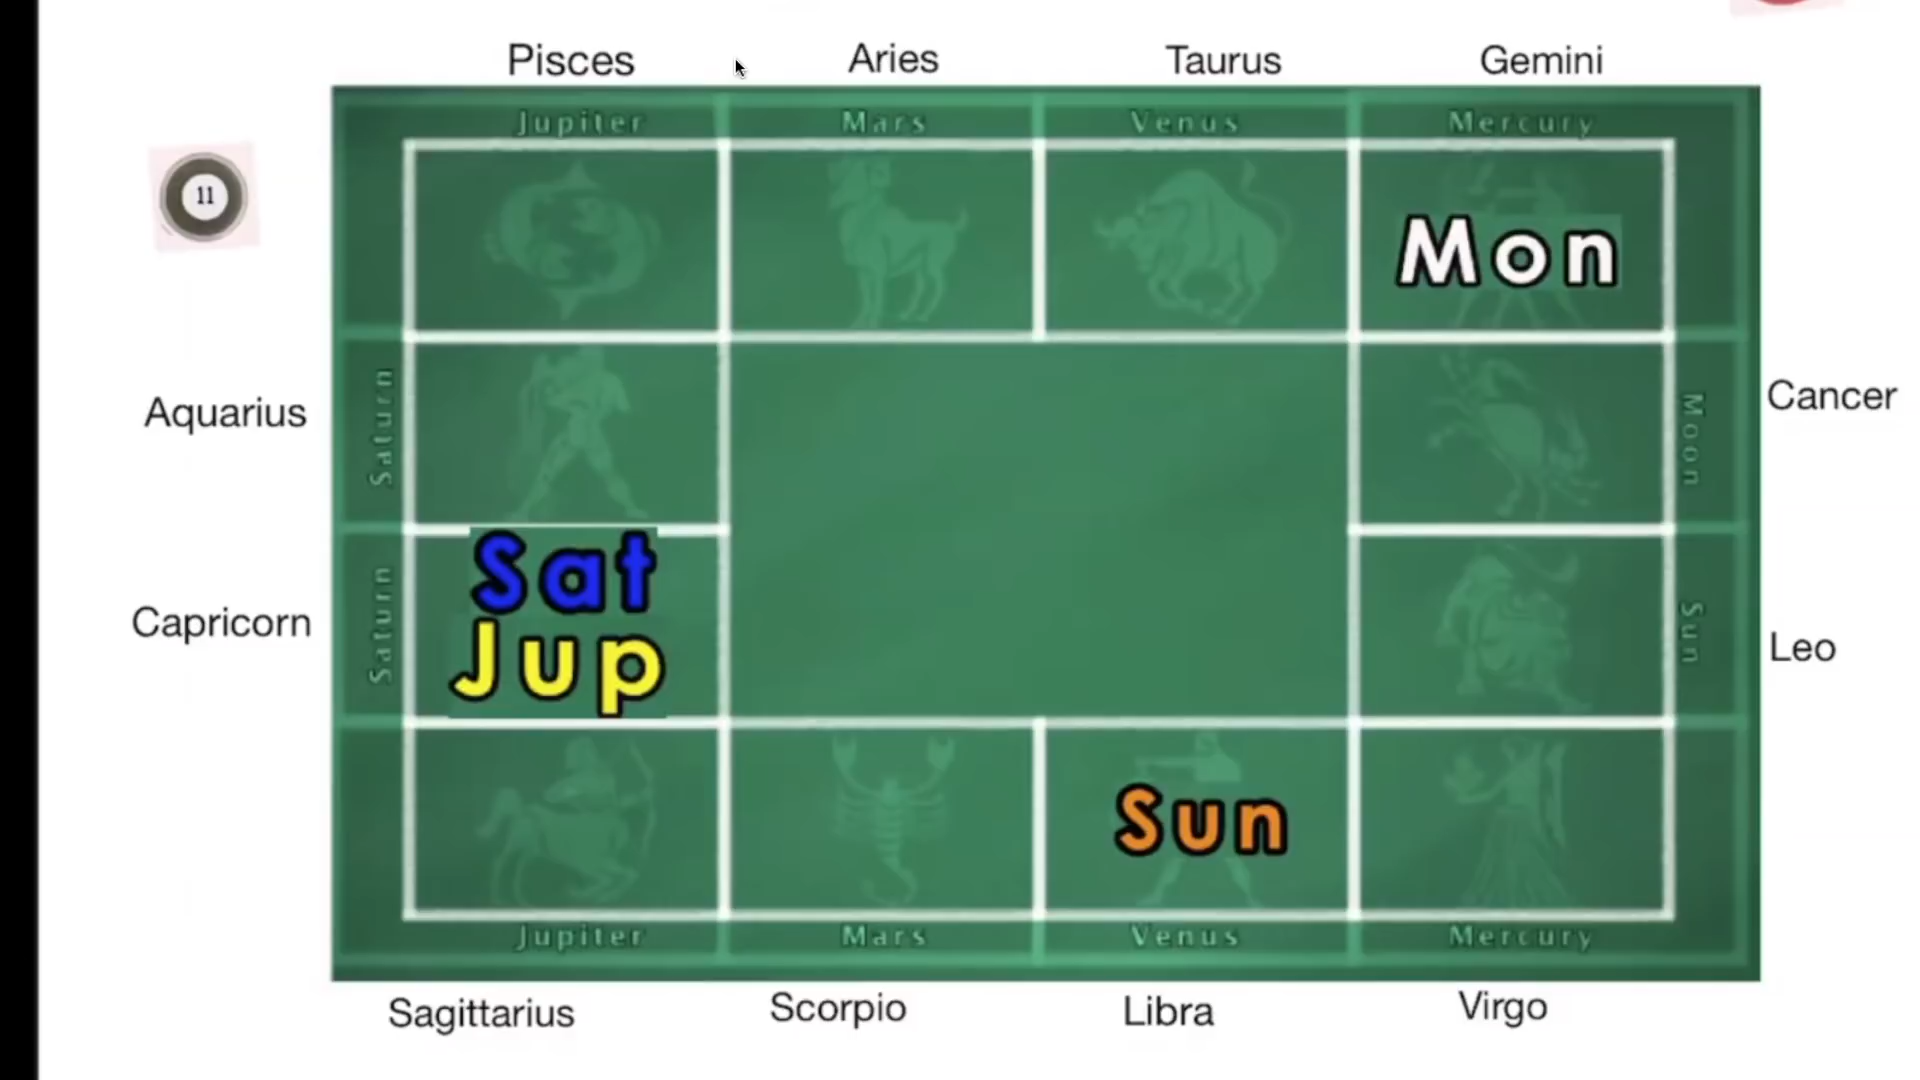 Pisces Aries Taurus Gemini
Jupiter Mars Venus Mercury
11
Mon
Aquarius Saturn Moon Cancer
Capricorn Saturn Sat Sun Leo
Jup
Sun
Jupiter Mars Venus Mercury
Sagittarius Scorpio Libra Virgo